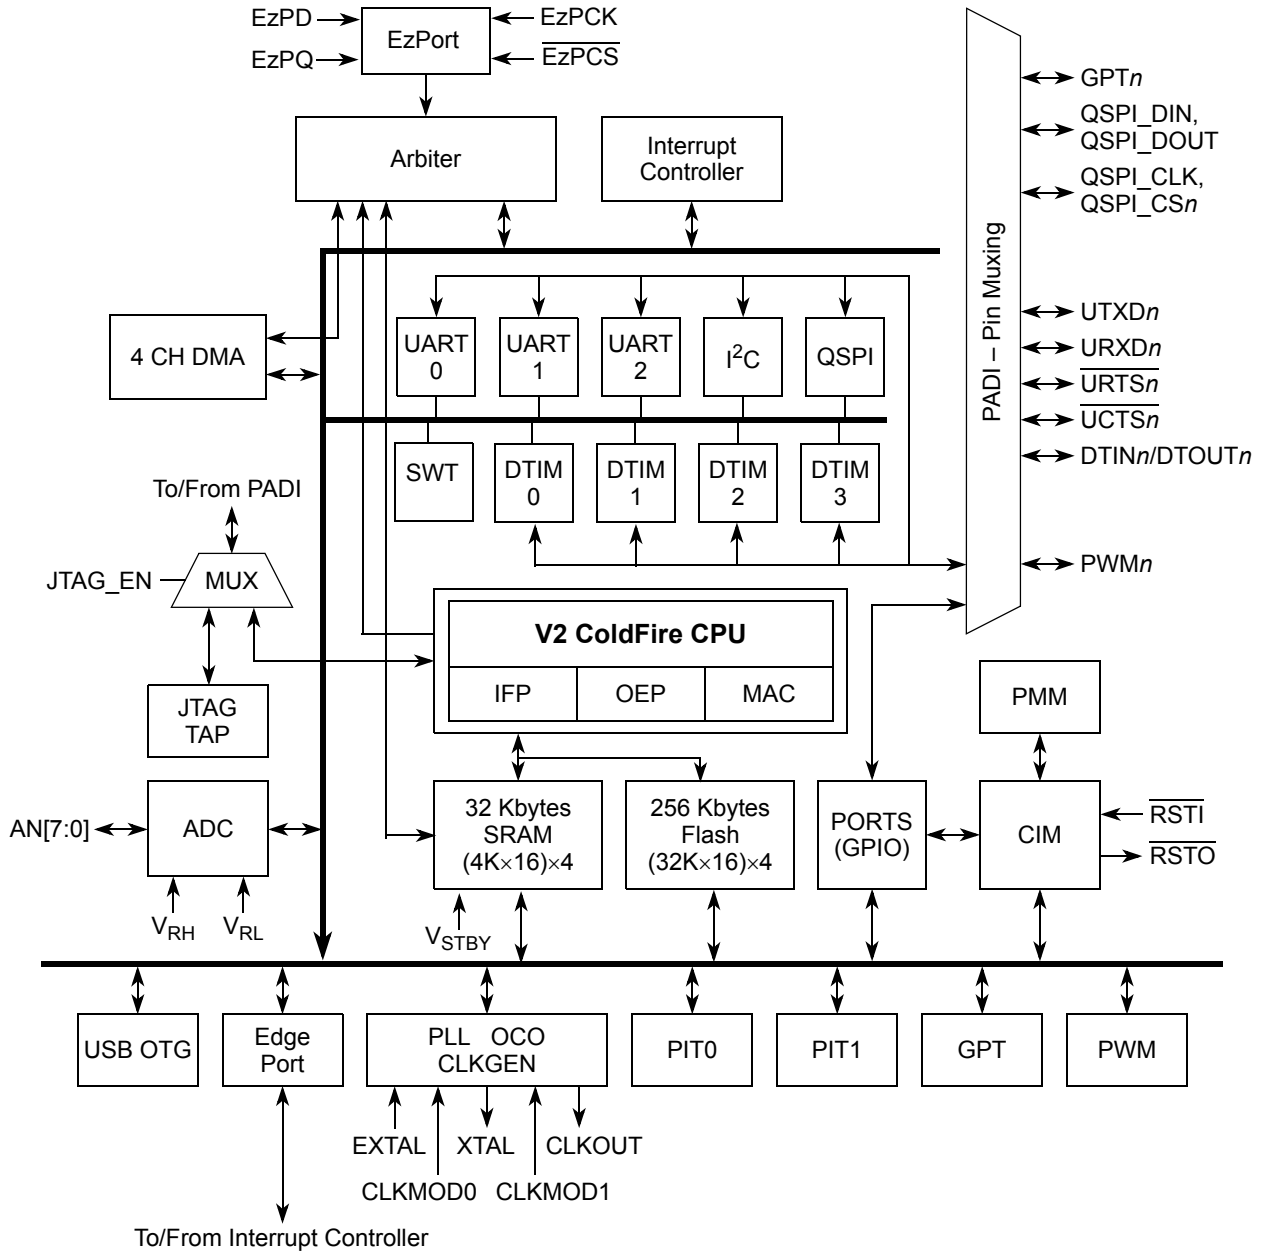 EzPD
EzPCK
EzPort
EzPQ
EzPCS
Arbiter
Interrupt
Controller
GPTn
QSPI_DIN,
QSPI_DOUT
QSPI_CLK,
QSPI_CSn
PADI – Pin Muxing
UTXDn
URXDn
URTSn
UCTSn
DTINn/DTOUTn
PWMn
4 CH DMA
UART
0
UART
1
UART
2
I²C
QSPI
SWT
DTIM
0
DTIM
1
DTIM
2
DTIM
3
To/From PADI
JTAG_EN
MUX
JTAG
TAP
V2 ColdFire CPU
IFP
OEP
MAC
PMM
AN[7:0]
ADC
VRH
VRL
32 Kbytes
SRAM
(4K×16)×4
VSTBY
256 Kbytes
Flash
(32K×16)×4
PORTS
(GPIO)
CIM
RSTI
RSTO
USB OTG
Edge
Port
PLL OCO
CLKGEN
PIT0
PIT1
GPT
PWM
EXTAL
XTAL
CLKOUT
CLKMOD0
CLKMOD1
To/From Interrupt Controller